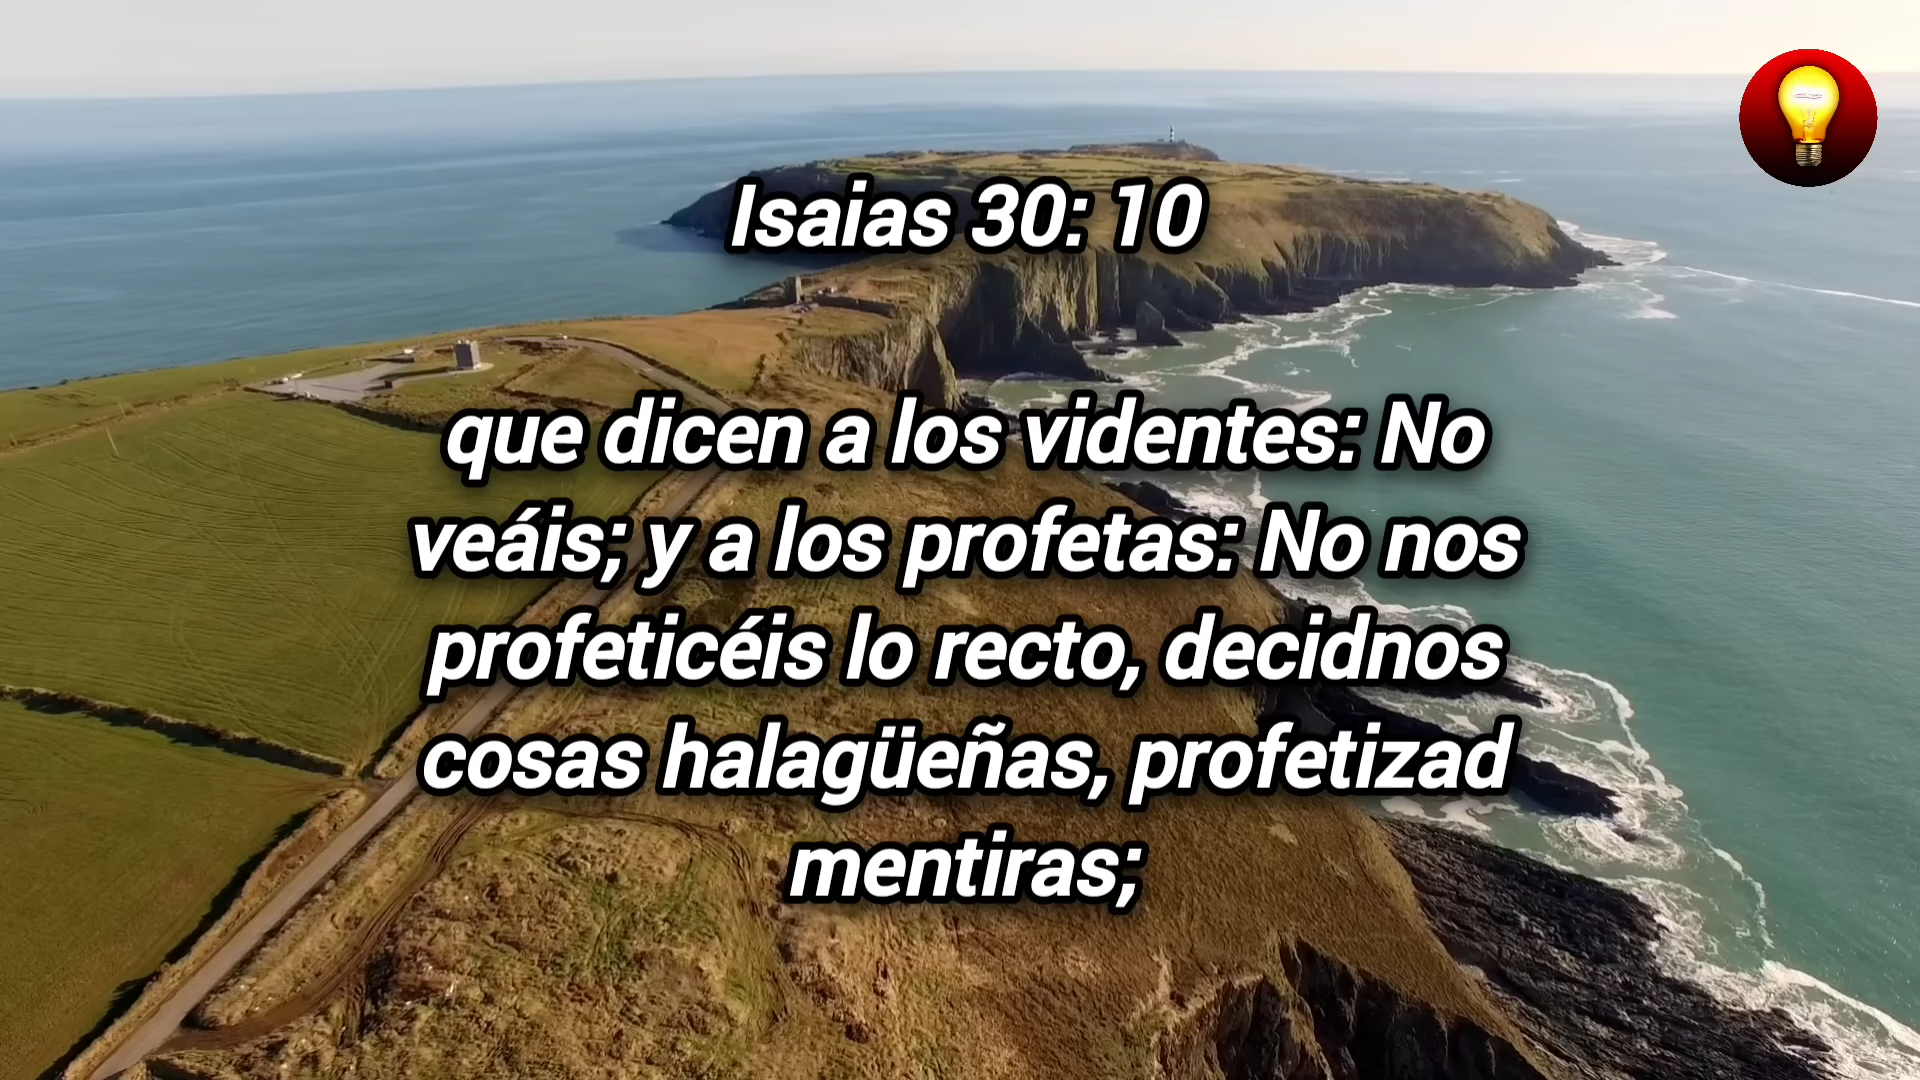 Isaias 30: 10
que dicen a los videntes: No
veáis; y a los profetas: No nos
profeticéis lo recto, decidnos
cosas halagüeñas, profetizad
mentiras;